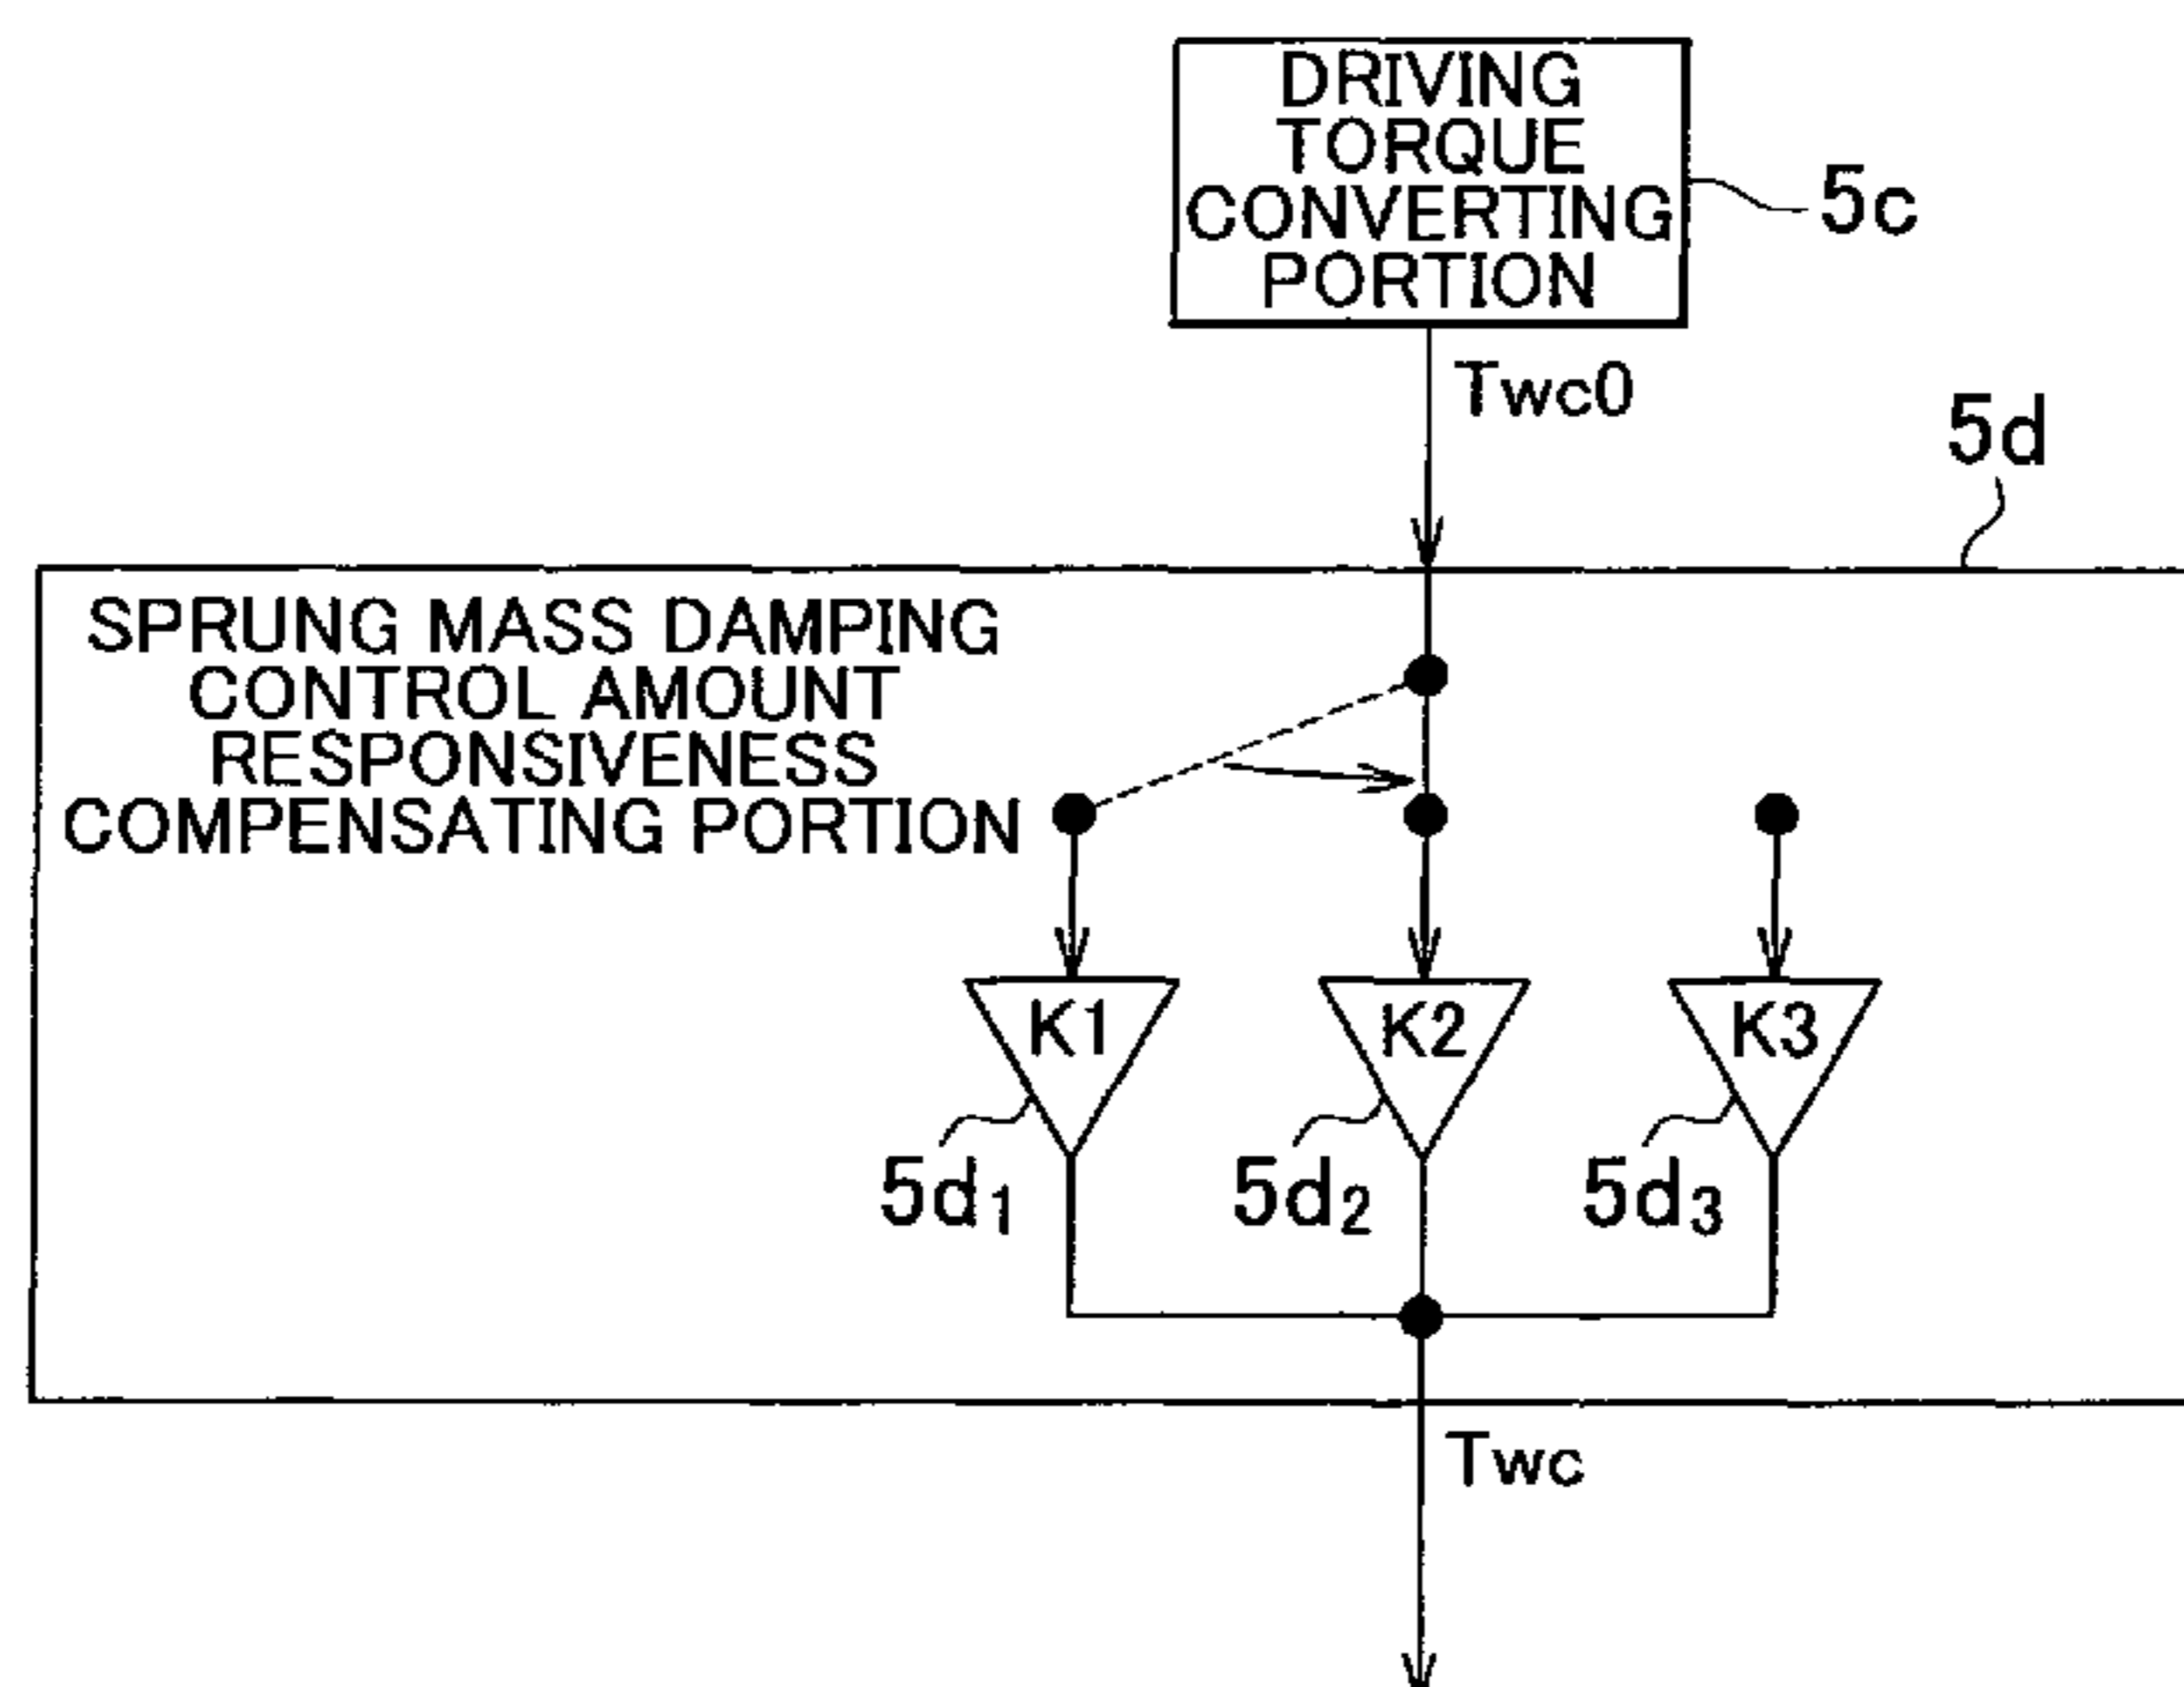 DRIVING
TORQUE
CONVERTING
PORTION
5c
Twc0
5d
SPRUNG MASS DAMPING
CONTROL AMOUNT
RESPONSIVENESS
COMPENSATING PORTION
K1 K2 K3
5d1 5d2 5d3
Twc